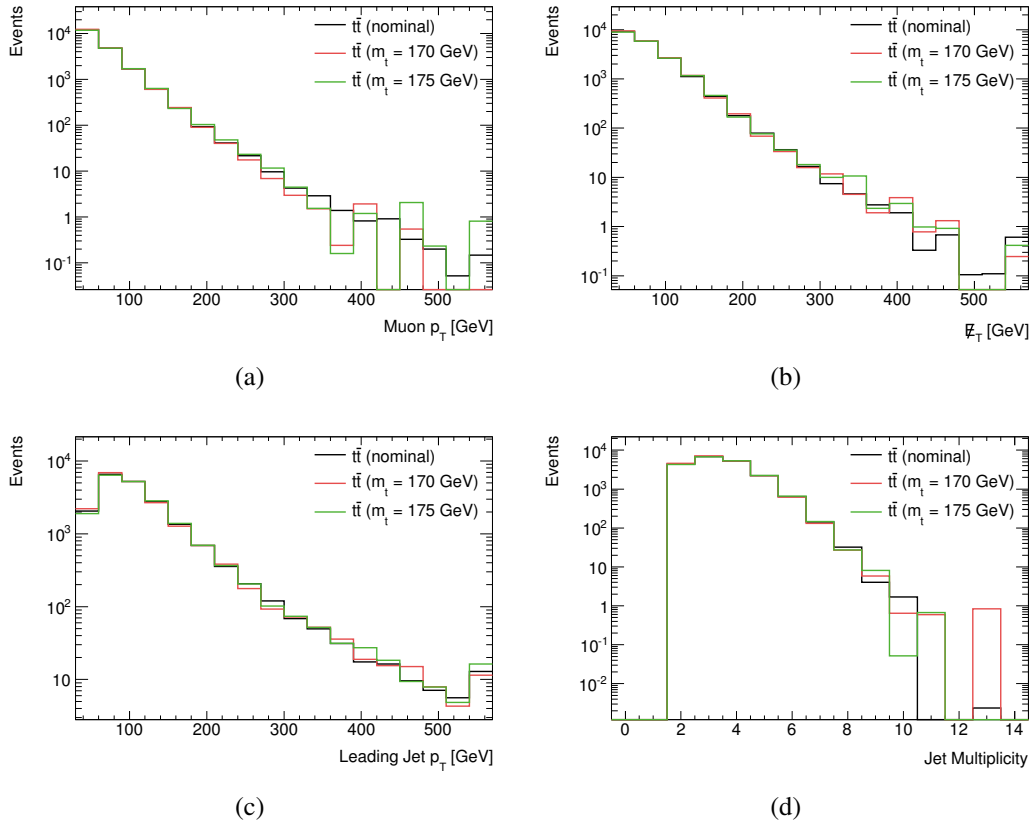 Events
10⁴
10³
10²
10
1
10⁻¹
tt̄ (nominal)
tt̄ (m_t = 170 GeV)
tt̄ (m_t = 175 GeV)
100 200 300 400 500
Muon p_T [GeV]
(a)
Events
10⁴
10³
10²
10
1
10⁻¹
tt̄ (nominal)
tt̄ (m_t = 170 GeV)
tt̄ (m_t = 175 GeV)
100 200 300 400 500
E̸_T [GeV]
(b)
Events
10⁴
10³
10²
10
tt̄ (nominal)
tt̄ (m_t = 170 GeV)
tt̄ (m_t = 175 GeV)
100 200 300 400 500
Leading Jet p_T [GeV]
(c)
Events
10⁴
10³
10²
10
1
10⁻¹
10⁻²
tt̄ (nominal)
tt̄ (m_t = 170 GeV)
tt̄ (m_t = 175 GeV)
0 2 4 6 8 10 12 14
Jet Multiplicity
(d)